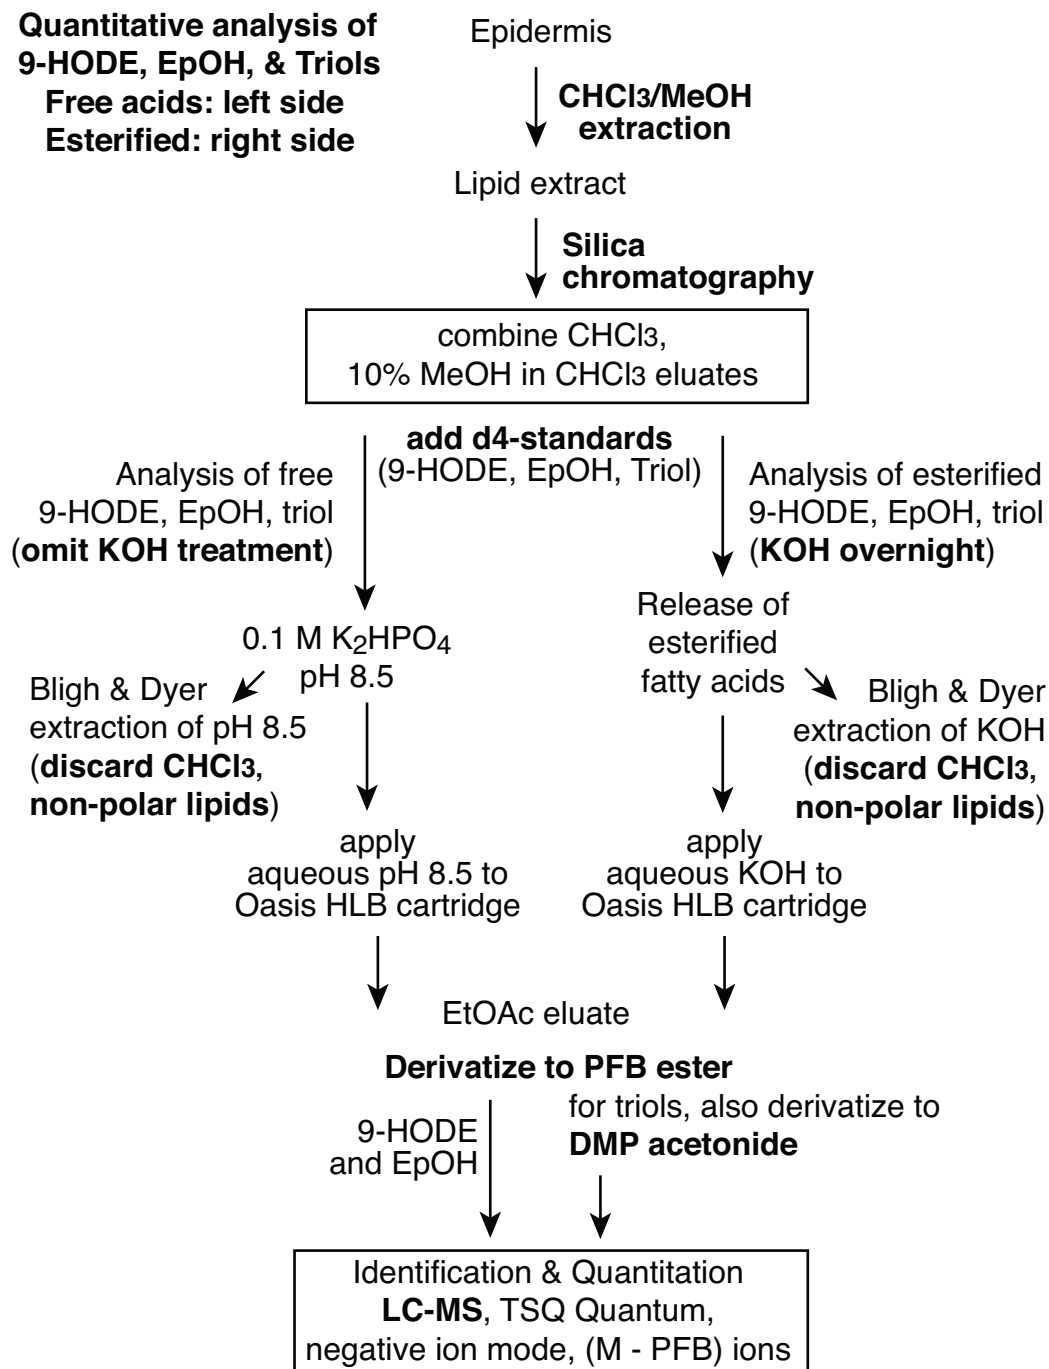 Quantitative analysis of
9-HODE, EpOH, & Triols
Free acids: left side
Esterified: right side
Epidermis
CHCl3/MeOH
extraction
Lipid extract
Silica
chromatography
combine CHCl3,
10% MeOH in CHCl3 eluates
add d4-standards
(9-HODE, EpOH, Triol)
Analysis of free
9-HODE, EpOH, triol
(omit KOH treatment)
Analysis of esterified
9-HODE, EpOH, triol
(KOH overnight)
0.1 M K2HPO4
pH 8.5
Release of
esterified
fatty acids
Bligh & Dyer
extraction of pH 8.5
(discard CHCl3,
non-polar lipids)
Bligh & Dyer
extraction of KOH
(discard CHCl3,
non-polar lipids)
apply
aqueous pH 8.5 to
Oasis HLB cartridge
apply
aqueous KOH to
Oasis HLB cartridge
EtOAc eluate
Derivatize to PFB ester
9-HODE
and EpOH
for triols, also derivatize to
DMP acetonide
Identification & Quantitation
LC-MS, TSQ Quantum,
negative ion mode, (M - PFB) ions